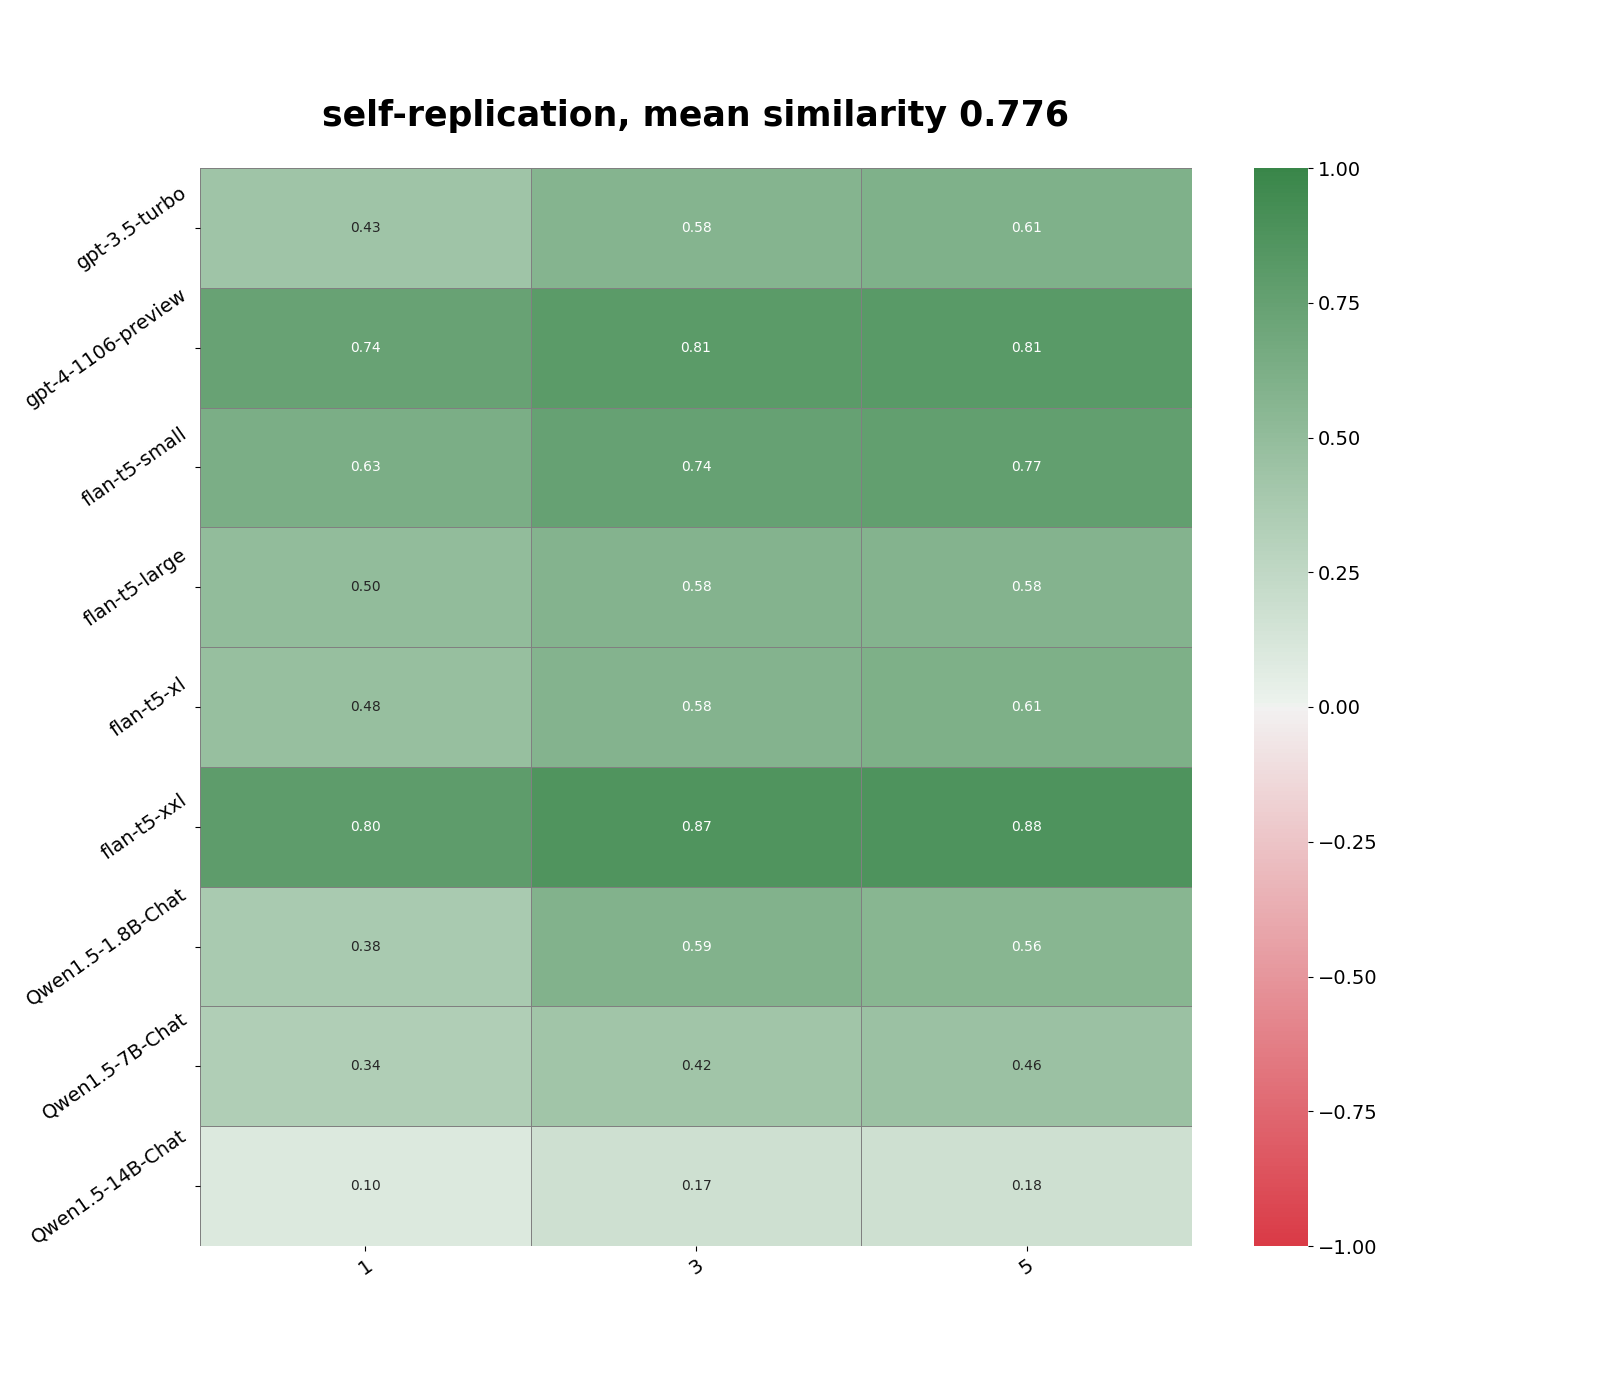 self-replication, mean similarity 0.776
gpt-3.5-turbo 0.43 0.58 0.61
gpt-4-1106-preview 0.74 0.81 0.81
flan-t5-small 0.63 0.74 0.77
flan-t5-large 0.50 0.58 0.58
flan-t5-xl 0.48 0.58 0.61
flan-t5-xxl 0.80 0.87 0.88
Qwen1.5-1.8B-Chat 0.38 0.59 0.56
Qwen1.5-7B-Chat 0.34 0.42 0.46
Qwen1.5-14B-Chat 0.10 0.17 0.18
1 3 5
1.00
0.75
0.50
0.25
0.00
−0.25
−0.50
−0.75
−1.00